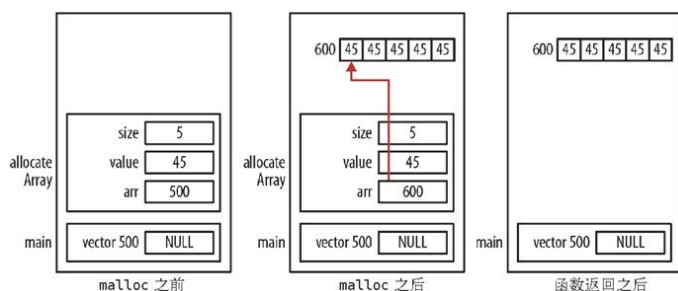 size 5
value 45
allocate Array
arr 500
main vector 500 NULL
malloc 之前
600 45 45 45 45 45
size 5
value 45
allocate Array
arr 600
main vector 500 NULL
malloc 之后
600 45 45 45 45 45
main vector 500 NULL
函数返回之后